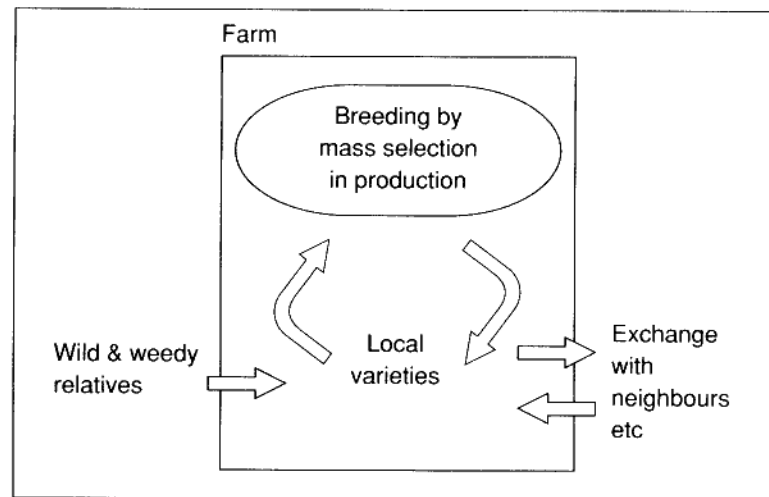 Farm
Breeding by
mass selection
in production
Wild & weedy
relatives
Local
varieties
Exchange
with
neighbours
etc